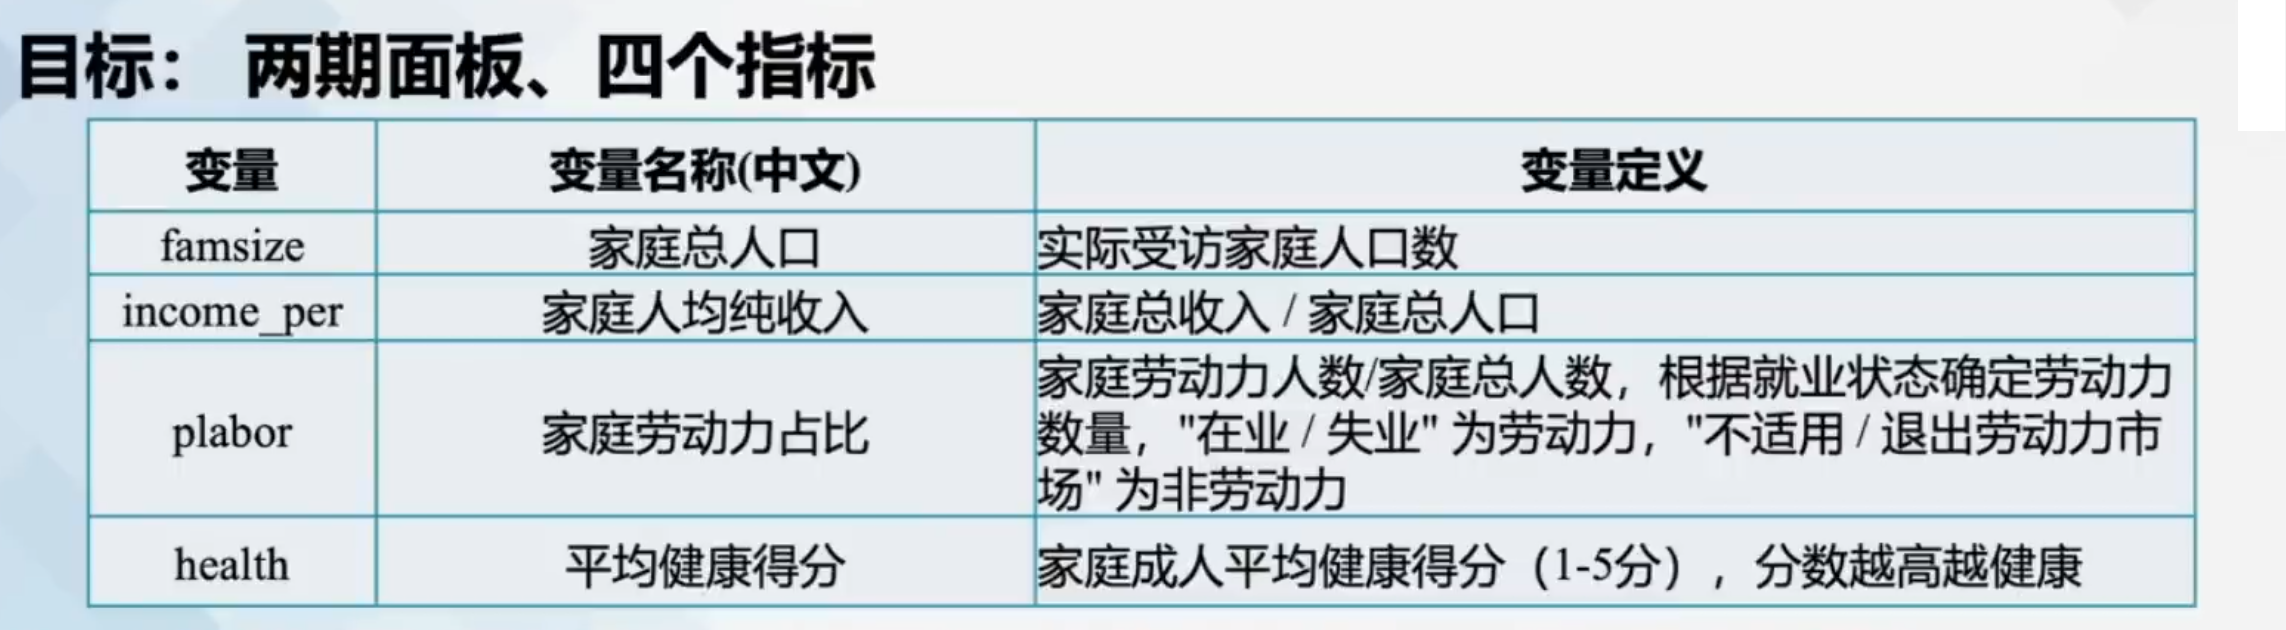 目标： 两期面板、四个指标
变量
变量名称(中文)
变量定义
famsize
家庭总人口
实际受访家庭人口数
income_per
家庭人均纯收入
家庭总收入 / 家庭总人口
plabor
家庭劳动力占比
家庭劳动力人数/家庭总人数，根据就业状态确定劳动力
数量，"在业 / 失业" 为劳动力，"不适用 / 退出劳动力市
场" 为非劳动力
health
平均健康得分
家庭成人平均健康得分（1-5分），分数越高越健康